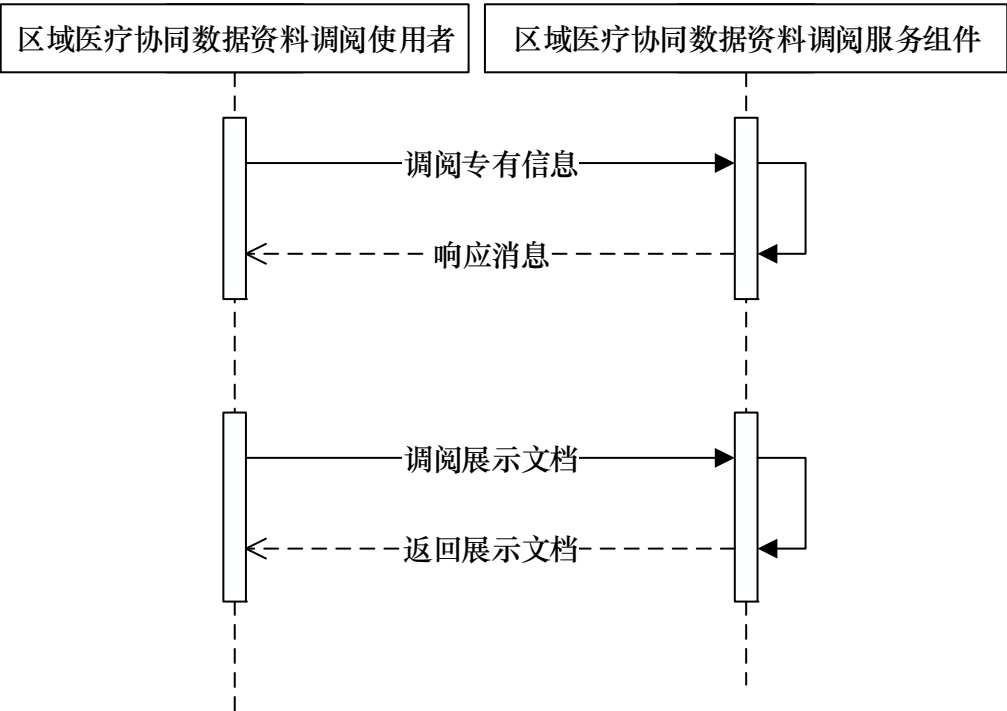 区域医疗协同数据资料调阅使用者
区域医疗协同数据资料调阅服务组件
调阅专有信息
响应消息
调阅展示文档
返回展示文档